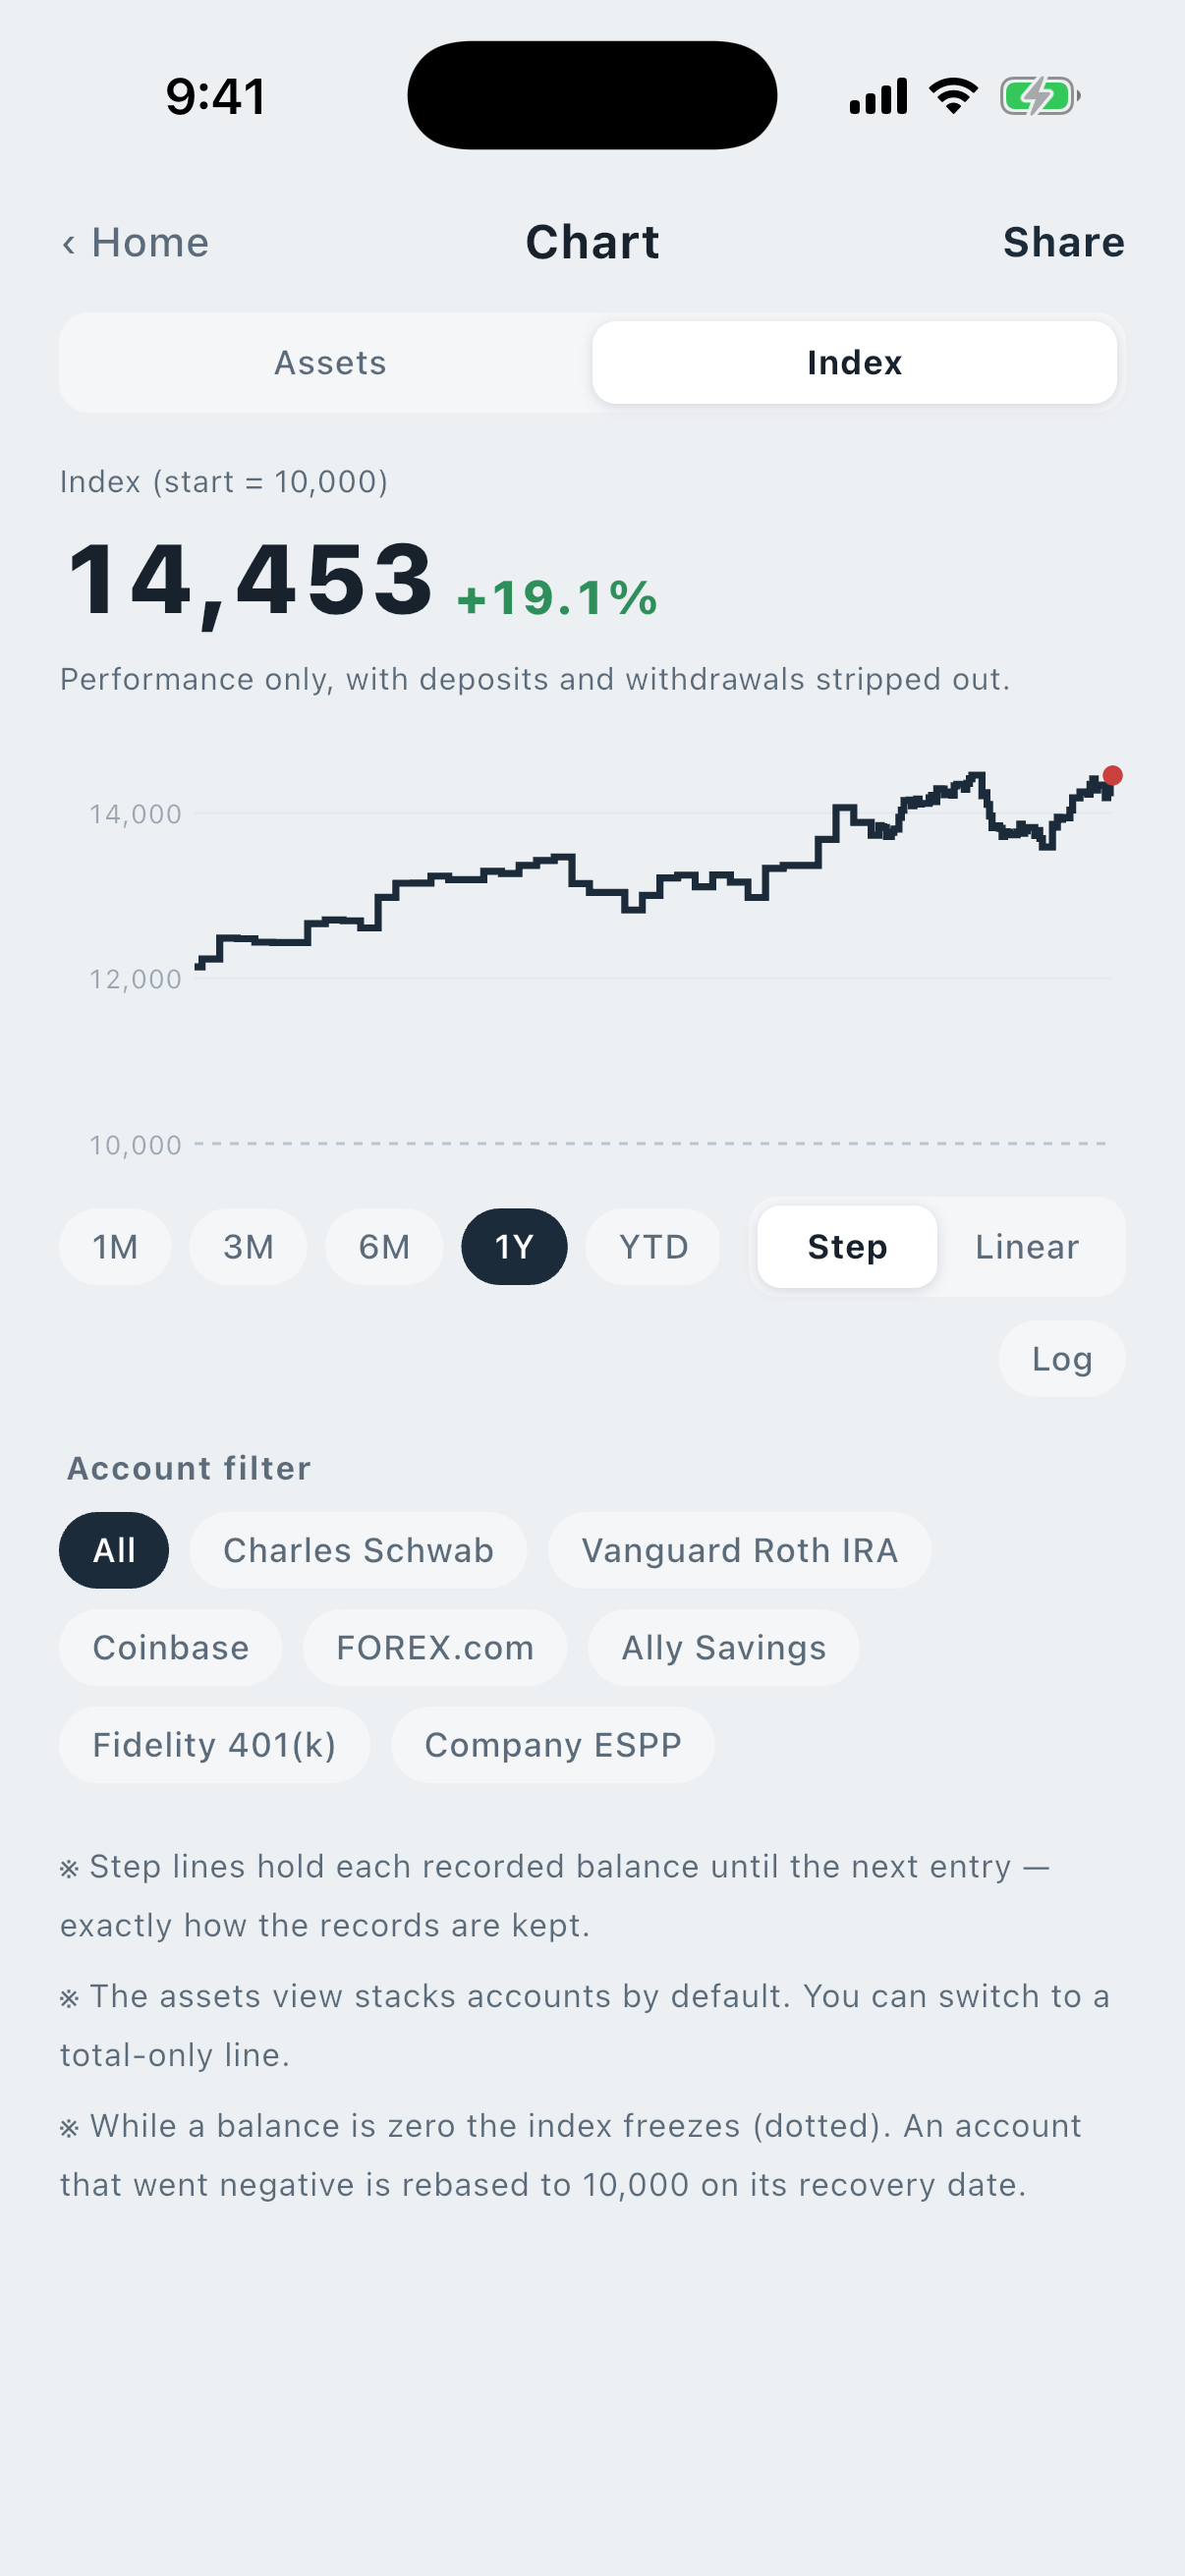 9:41
‹ Home
Chart
Share
Assets
Index
Index (start = 10,000)
14,453 +19.1%
Performance only, with deposits and withdrawals stripped out.
14,000
12,000
10,000
1M
3M
6M
1Y
YTD
Step
Linear
Log
Account filter
All
Charles Schwab
Vanguard Roth IRA
Coinbase
FOREX.com
Ally Savings
Fidelity 401(k)
Company ESPP
※ Step lines hold each recorded balance until the next entry —
exactly how the records are kept.
※ The assets view stacks accounts by default. You can switch to a
total-only line.
※ While a balance is zero the index freezes (dotted). An account
that went negative is rebased to 10,000 on its recovery date.